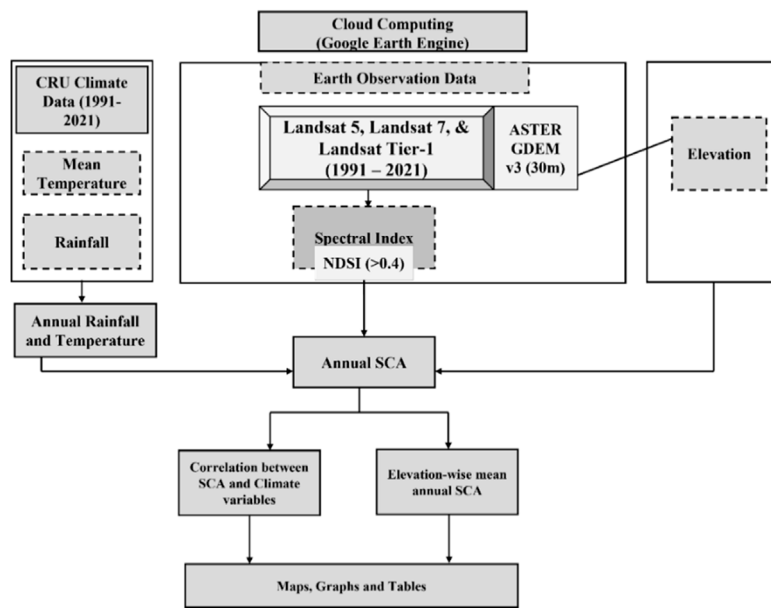 Cloud Computing
(Google Earth Engine)
CRU Climate
Data (1991-
2021)
Mean
Temperature
Rainfall
Annual Rainfall
and Temperature
Earth Observation Data
Landsat 5, Landsat 7, &
Landsat Tier-1
(1991 – 2021)
ASTER
GDEM
v3 (30m)
Spectral Index
NDSI (>0.4)
Elevation
Annual SCA
Correlation between
SCA and Climate
variables
Elevation-wise mean
annual SCA
Maps, Graphs and Tables